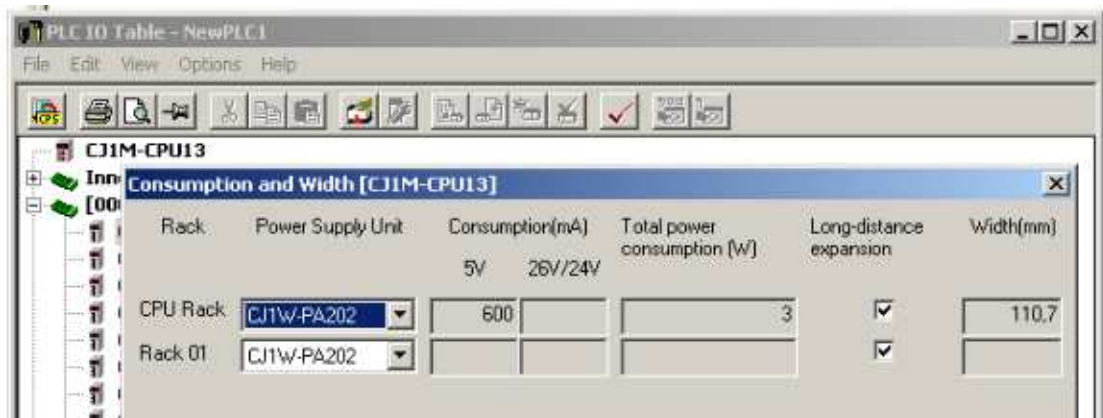 PLC IO Table - NewPLC1
File Edit View Options Help
CJ1M-CPU13
Inn
Consumption and Width [CJ1M-CPU13]
[00
Rack Power Supply Unit Consumption(mA) Total power consumption (W) Long-distance expansion Width(mm)
5V 26V/24V
CPU Rack CJ1W-PA202 600 3 110,7
Rack 01 CJ1W-PA202